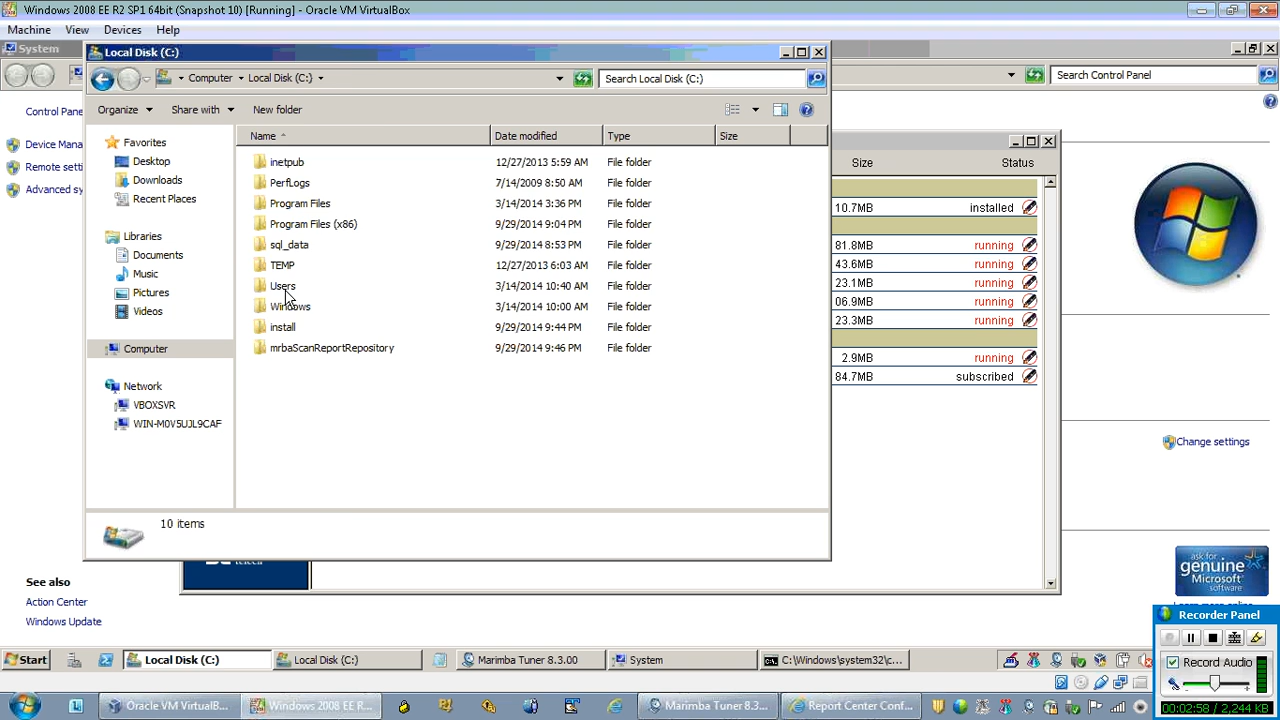 Windows 2008 EE R2 SP1 64bit (Snapshot 10) [Running] - Oracle VM VirtualBox
Machine View Devices Help
System
Local Disk (C:)
Computer Local Disk (C:) Search Local Disk (C:)
Search Control Panel
Organize Share with New folder
Control Pane
Device Mana
Remote setti
Advanced sy
Favorites
Desktop
Downloads
Recent Places
Libraries
Documents
Music
Pictures
Videos
Computer
Network
VBOXSVR
WIN-M0V5UJL9CAF
Name Date modified Type Size
inetpub 12/27/2013 5:59 AM File folder
PerfLogs 7/14/2009 8:50 AM File folder
Program Files 3/14/2014 3:36 PM File folder
Program Files (x86) 9/29/2014 9:04 PM File folder
sql_data 9/29/2014 8:53 PM File folder
TEMP 12/27/2013 6:03 AM File folder
Users 3/14/2014 10:40 AM File folder
Windows 3/14/2014 10:00 AM File folder
install 9/29/2014 9:44 PM File folder
mrbaScanReportRepository 9/29/2014 9:46 PM File folder
10 items
Size Status
10.7MB installed
81.8MB running
43.6MB running
23.1MB running
06.9MB running
23.3MB running
2.9MB running
84.7MB subscribed
Change settings
ask for
genuine
Microsoft
software
See also
Action Center
Windows Update
Recorder Panel
Record Audio
00:02:58 / 2,244 KB
Start Local Disk (C:) Local Disk (C:) Marimba Tuner 8.3.00 System C:\Windows\system32\c...
Oracle VM VirtualB... Windows 2008 EE R... Marimba Tuner 8.3.... Report Center Conf...